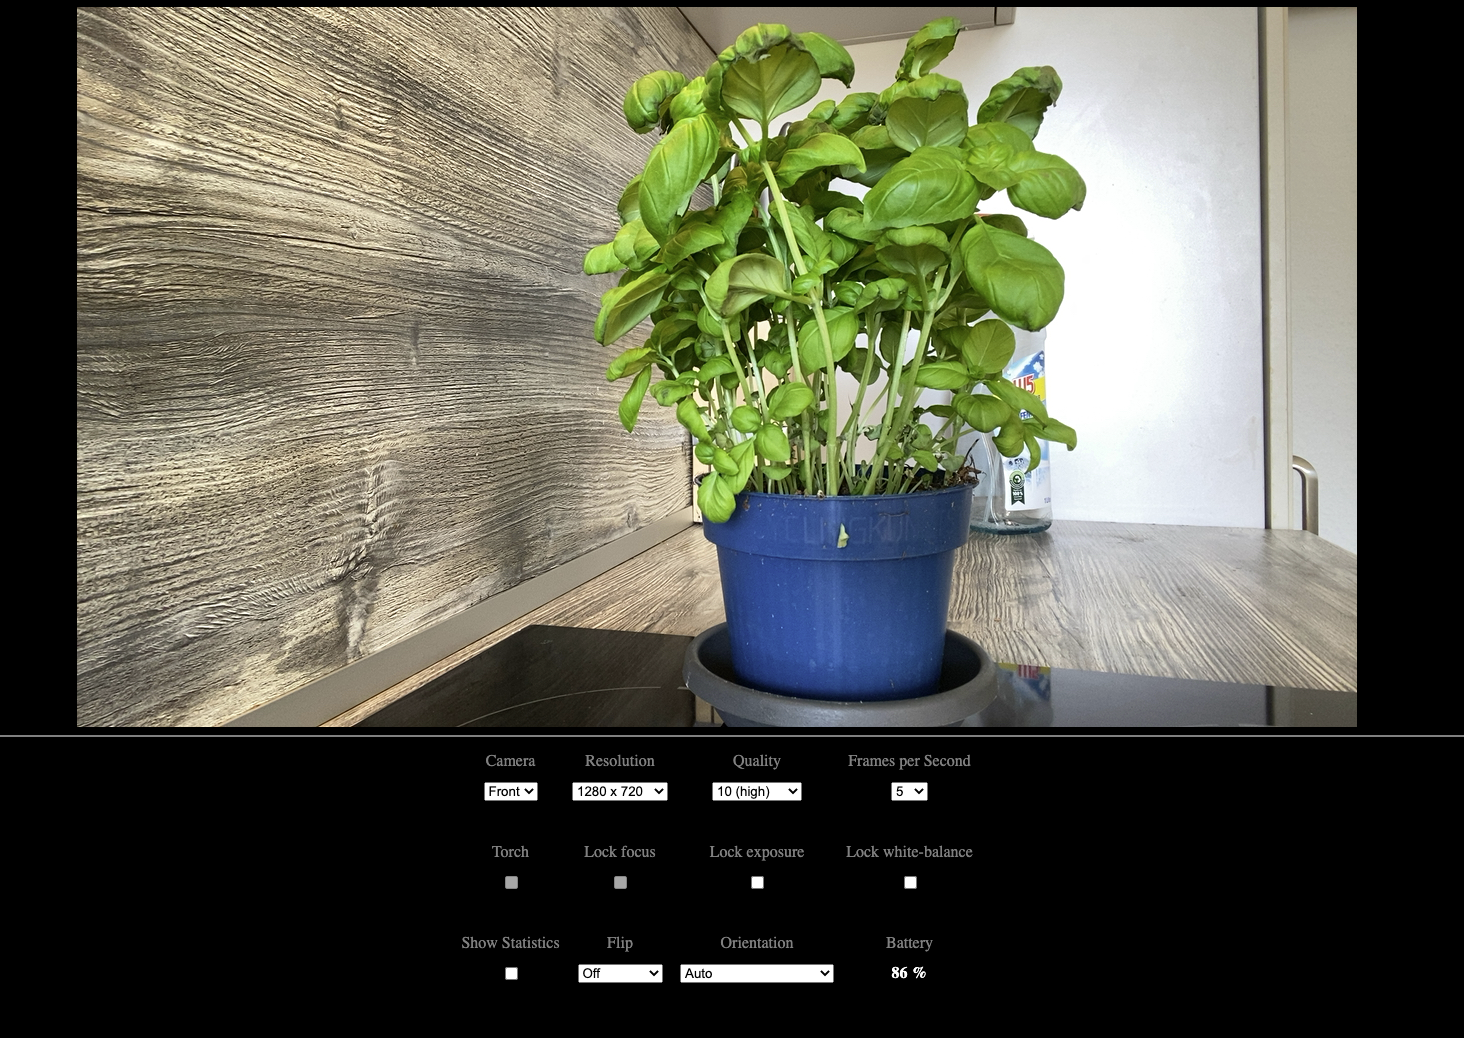 Camera
Resolution
Quality
Frames per Second
Front
1280 x 720
10 (high)
5
Torch
Lock focus
Lock exposure
Lock white-balance
Show Statistics
Flip
Orientation
Battery
Off
Auto
86 %